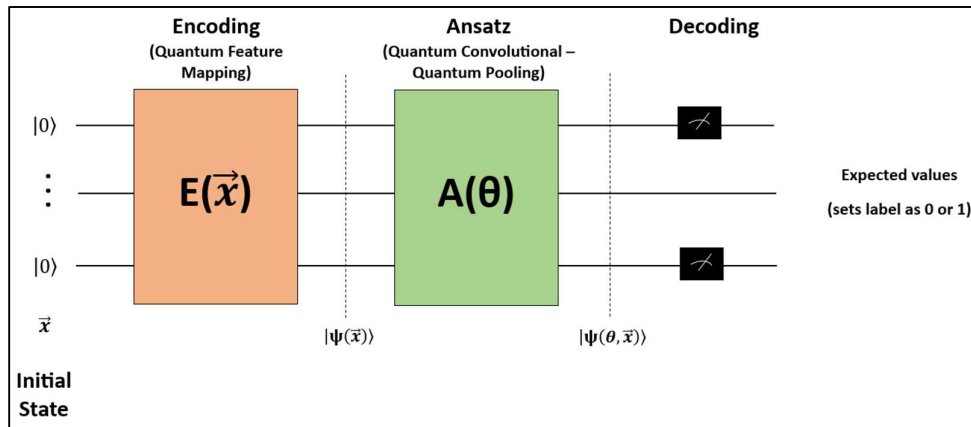 Encoding
(Quantum Feature
Mapping)
Ansatz
(Quantum Convolutional –
Quantum Pooling)
Decoding
|0⟩
⋮
|0⟩
E(x⃗)
A(θ)
Expected values
(sets label as 0 or 1)
x⃗
|ψ(x⃗)⟩
|ψ(θ, x⃗)⟩
Initial
State